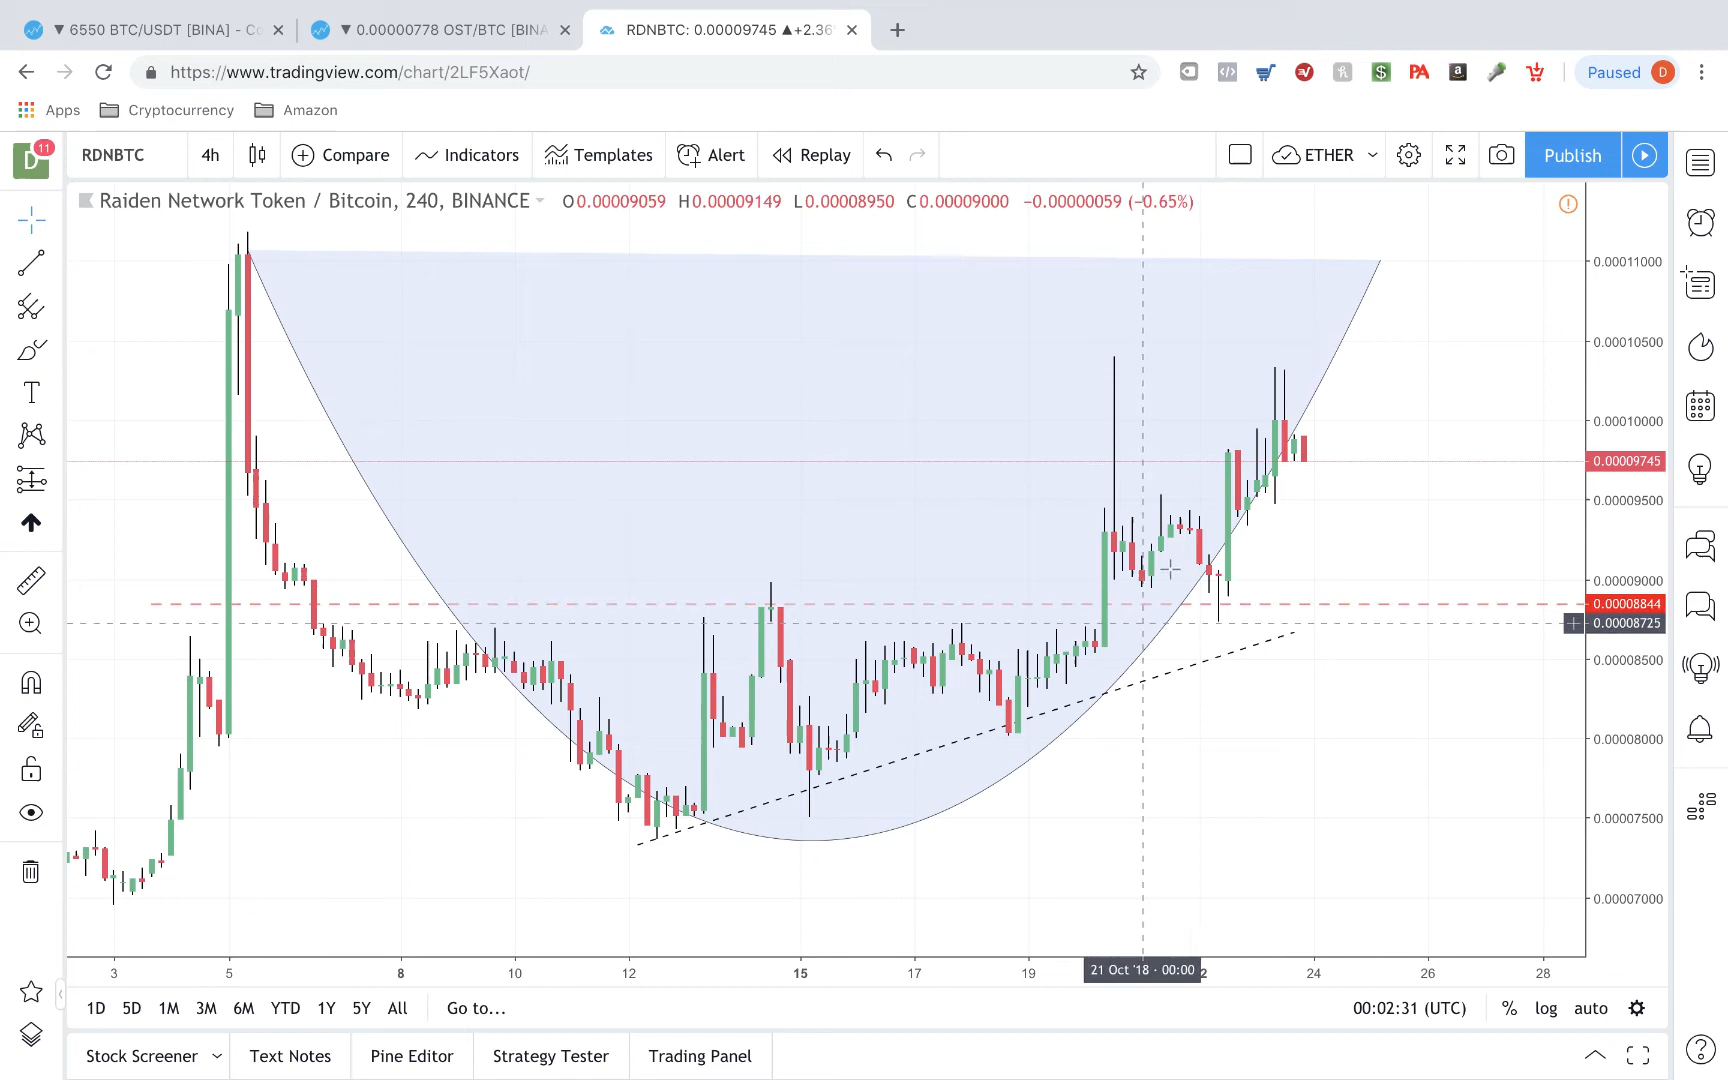 ▼ 6550 BTC/USDT [BINA] - Co
▼ 0.00000778 OST/BTC [BINA
RDNBTC: 0.00009745 ▲+2.36
https://www.tradingview.com/chart/2LF5Xaot/
Paused D
Apps Cryptocurrency Amazon
D 11
RDNBTC 4h Compare Indicators Templates Alert Replay ETHER Publish
Raiden Network Token / Bitcoin, 240, BINANCE O0.00009059 H0.00009149 L0.00008950 C0.00009000 −0.00000059 (−0.65%)
0.00011000
0.00010500
0.00010000
0.00009745
0.00009500
0.00009000
0.00008844
0.00008725
0.00008500
0.00008000
0.00007500
0.00007000
3 5 8 10 12 15 17 19 21 Oct '18 · 00:00 2 24 26 28
1D 5D 1M 3M 6M YTD 1Y 5Y All Go to... 00:02:31 (UTC) % log auto
Stock Screener Text Notes Pine Editor Strategy Tester Trading Panel